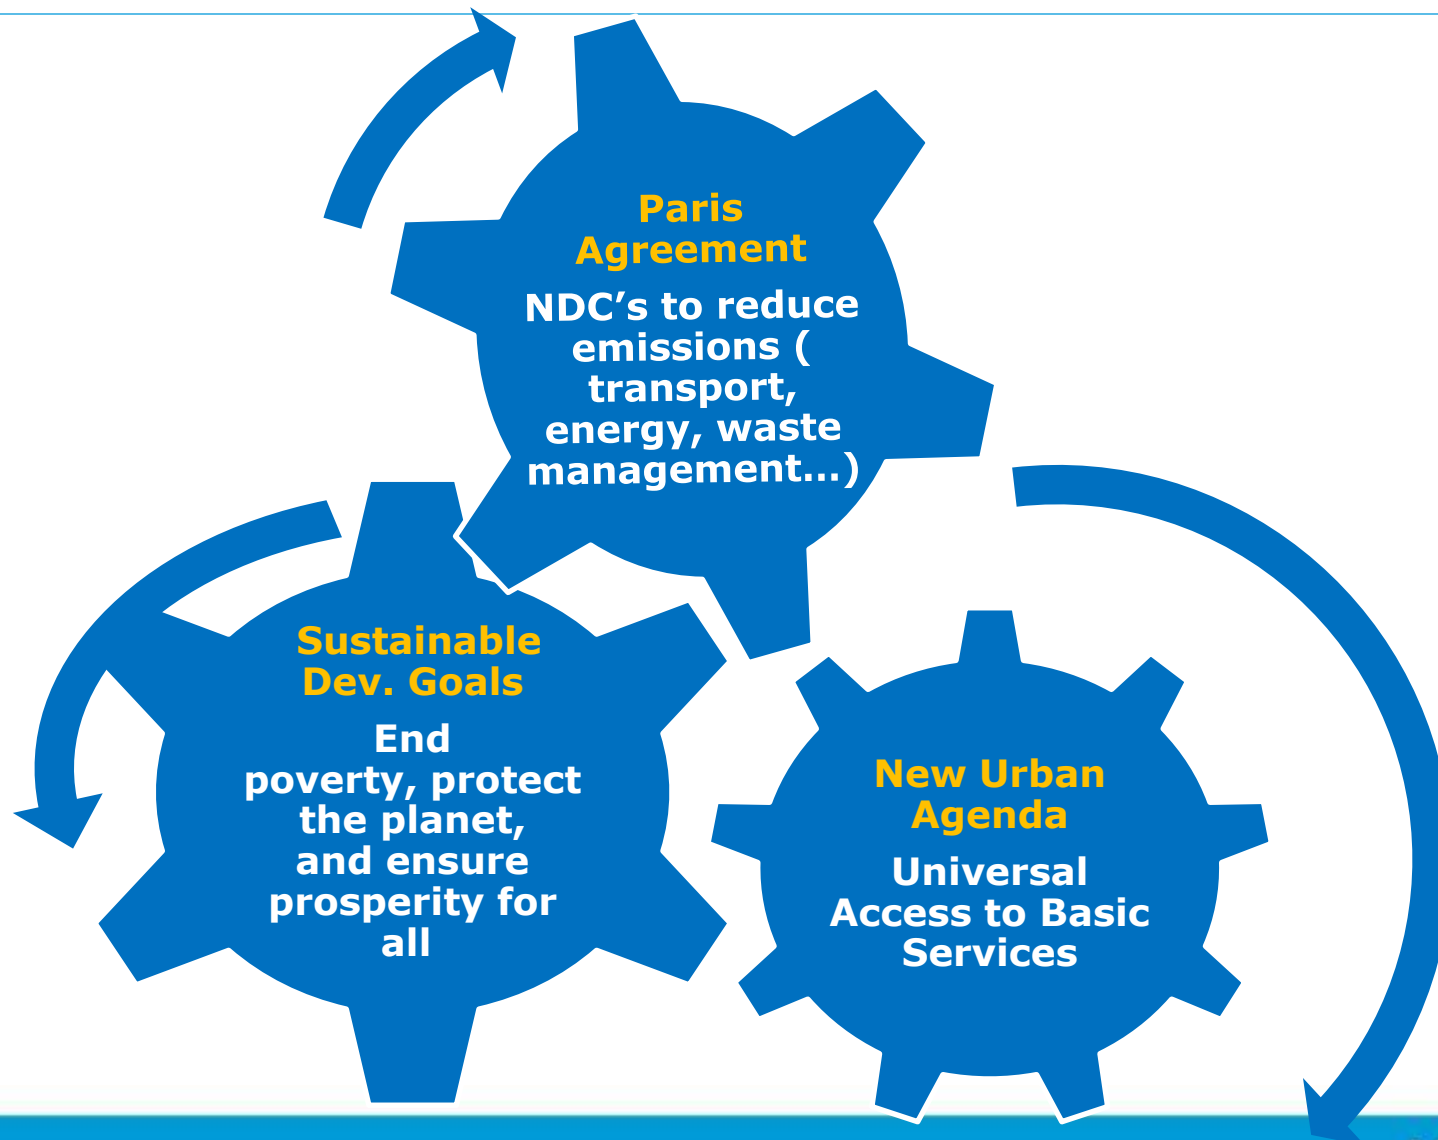 Paris
Agreement
NDC’s to reduce
emissions (
transport,
energy, waste
management…)
Sustainable
Dev. Goals
End
poverty, protect
the planet,
and ensure
prosperity for
all
New Urban
Agenda
Universal
Access to Basic
Services